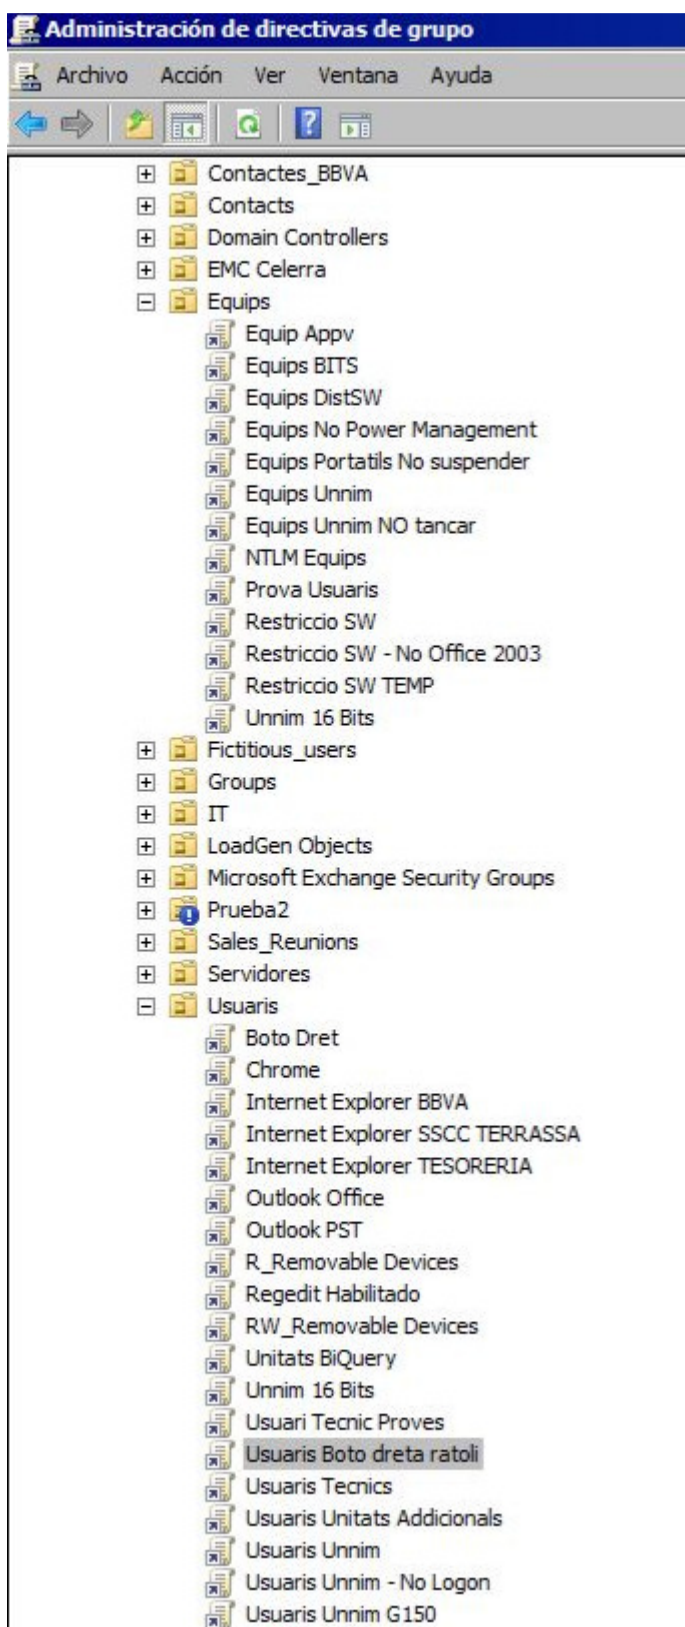 Administración de directivas de grupo
Archivo Acción Ver Ventana Ayuda
Contactes_BBVA
Contacts
Domain Controllers
EMC Celerra
Equips
Equip Appv
Equips BITS
Equips DistSW
Equips No Power Management
Equips Portatils No suspender
Equips Unnim
Equips Unnim NO tancar
NTLM Equips
Prova Usuaris
Restriccio SW
Restriccio SW - No Office 2003
Restriccio SW TEMP
Unnim 16 Bits
Fictitious_users
Groups
IT
LoadGen Objects
Microsoft Exchange Security Groups
Prueba2
Sales_Reunions
Servidores
Usuaris
Boto Dret
Chrome
Internet Explorer BBVA
Internet Explorer SSCC TERRASSA
Internet Explorer TESORERIA
Outlook Office
Outlook PST
R_Removable Devices
Regedit Habilitado
RW_Removable Devices
Unitats BiQuery
Unnim 16 Bits
Usuari Tecnic Proves
Usuaris Boto dreta ratoli
Usuaris Tecnics
Usuaris Unitats Addicionals
Usuaris Unnim
Usuaris Unnim - No Logon
Usuaris Unnim G150